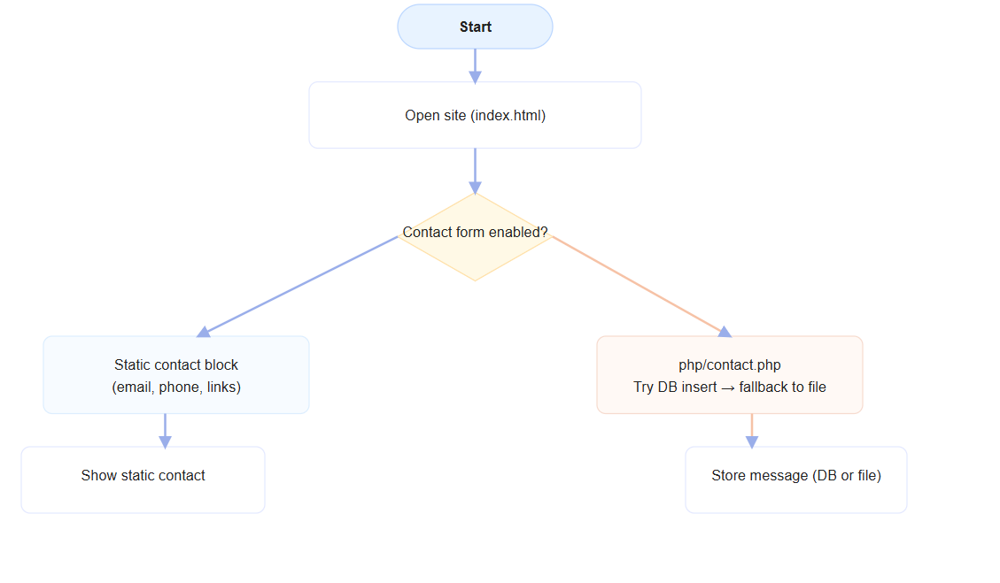 Start
Open site (index.html)
Contact form enabled?
Static contact block
(email, phone, links)
php/contact.php
Try DB insert → fallback to file
Show static contact
Store message (DB or file)